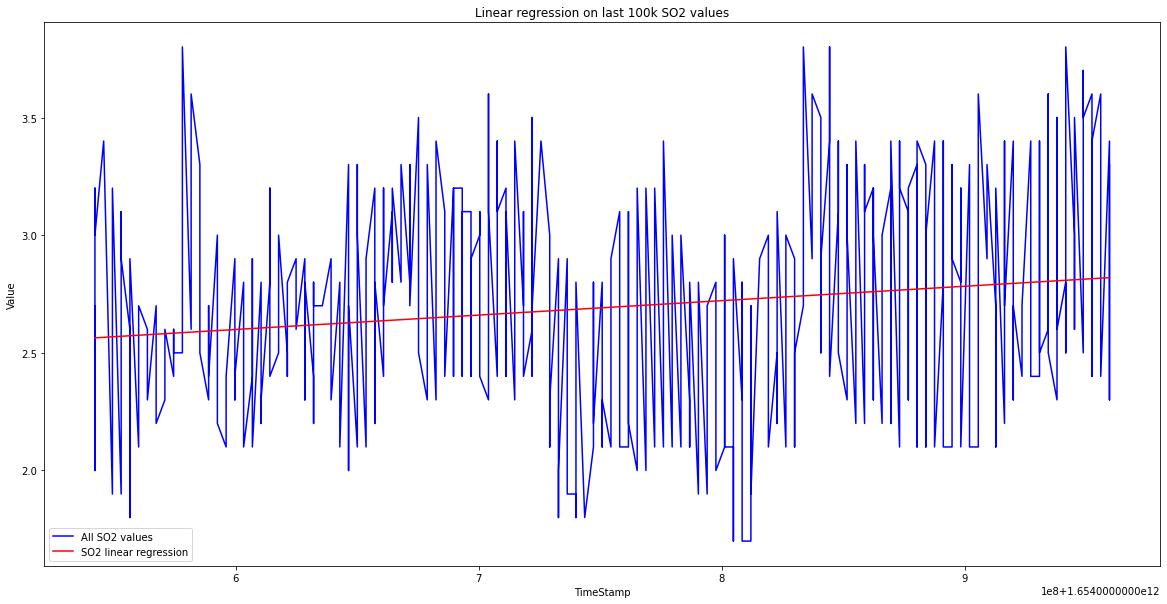 Linear regression on last 100k SO2 values
3.5
3.0
Value
2.5
2.0
All SO2 values
SO2 linear regression
6 7 8 9
TimeStamp
1e8+1.6540000000e12